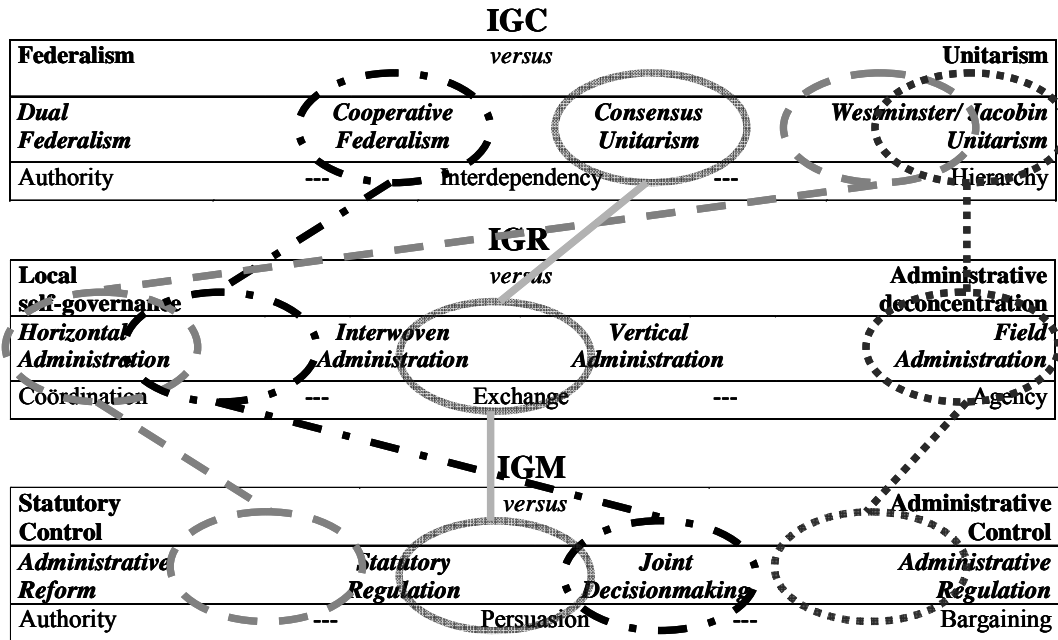 IGC
Federalism versus Unitarism
Dual Cooperative Consensus Westminster/ Jacobin
Federalism Federalism Unitarism Unitarism
Authority --- Interdependency --- Hierarchy
IGR
Local versus Administrative
self-governance deconcentration
Horizontal Interwoven Vertical Field
Administration Administration Administration Administration
Coördination --- Exchange --- Agency
IGM
Statutory versus Administrative
Control Control
Administrative Statutory Joint Administrative
Reform Regulation Decisionmaking Regulation
Authority --- Persuasion --- Bargaining